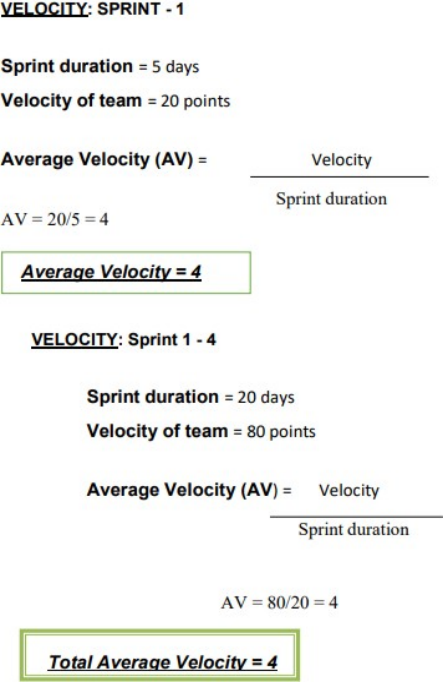 VELOCITY: SPRINT - 1
Sprint duration = 5 days
Velocity of team = 20 points
Average Velocity (AV) = Velocity
Sprint duration
AV = 20/5 = 4
Average Velocity = 4
VELOCITY: Sprint 1 - 4
Sprint duration = 20 days
Velocity of team = 80 points
Average Velocity (AV) = Velocity
Sprint duration
AV = 80/20 = 4
Total Average Velocity = 4